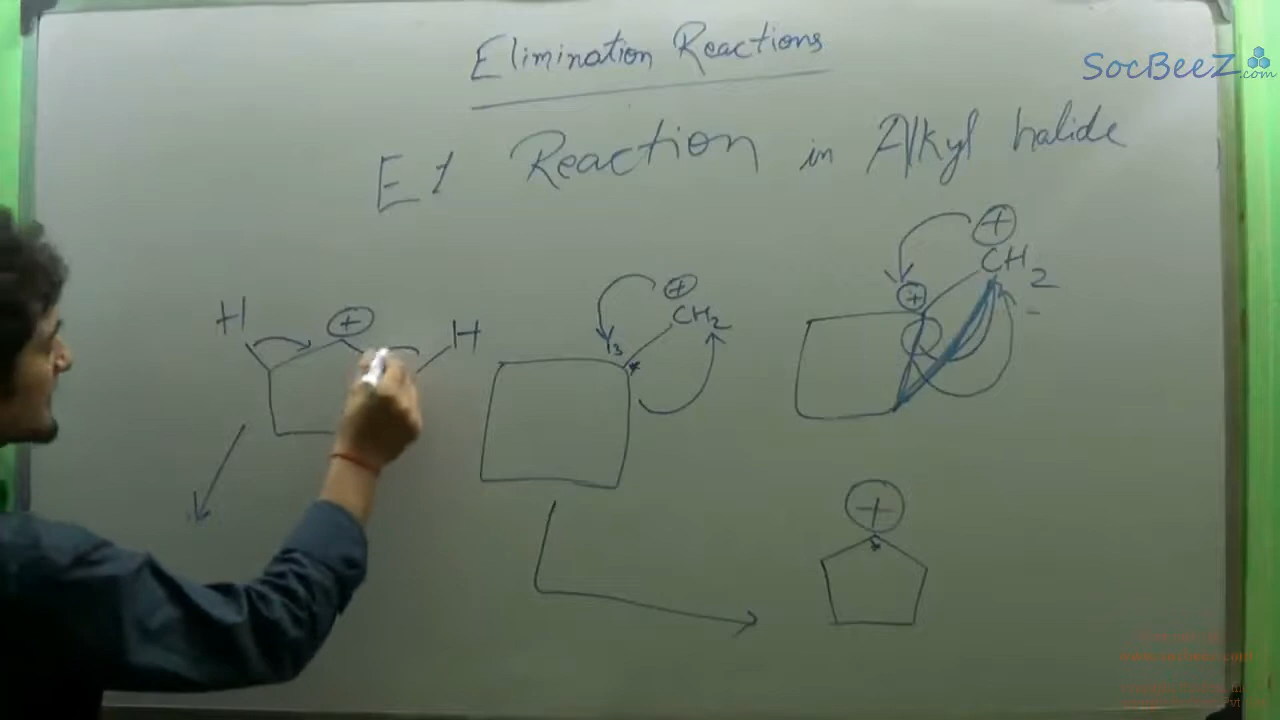 Elimination Reactions
SocBeeZ.com
E1 Reaction in Alkyl halide
+
CH2
+
+
H
+
H
CH2
+